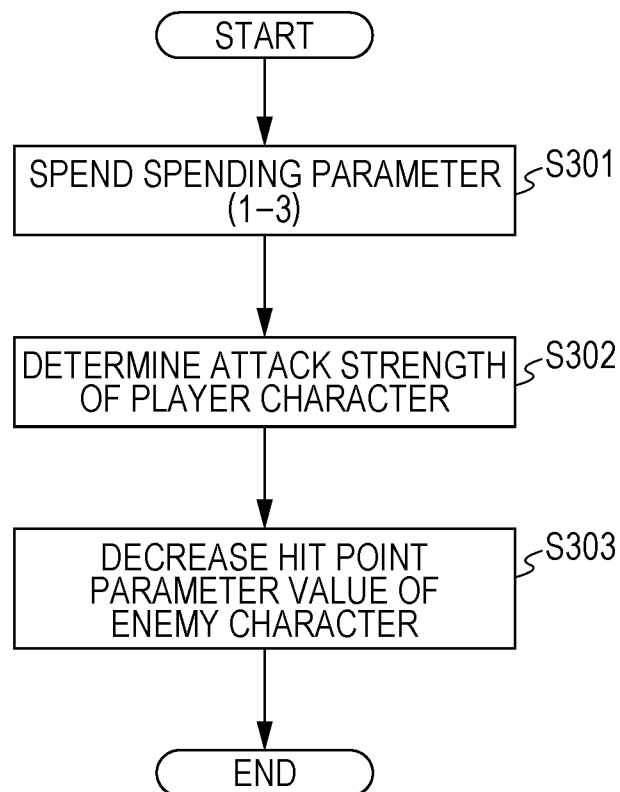 START
SPEND SPENDING PARAMETER
(1–3)
S301
DETERMINE ATTACK STRENGTH
OF PLAYER CHARACTER
S302
DECREASE HIT POINT
PARAMETER VALUE OF
ENEMY CHARACTER
S303
END